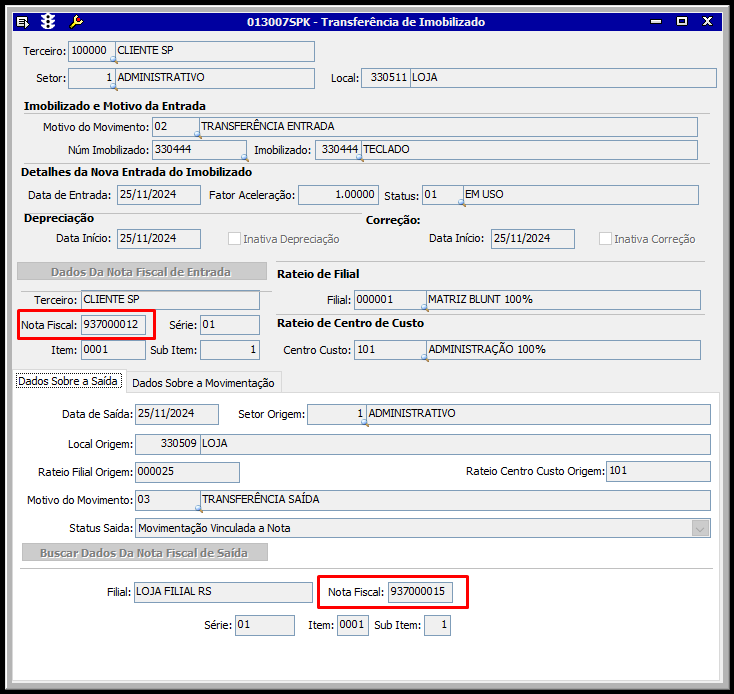 013007SPK - Transferência de Imobilizado
Terceiro: 100000 CLIENTE SP
Setor: 1 ADMINISTRATIVO Local: 330511 LOJA
Imobilizado e Motivo da Entrada
Motivo do Movimento: 02 TRANSFERÊNCIA ENTRADA
Núm Imobilizado: 330444 Imobilizado: 330444 TECLADO
Detalhes da Nova Entrada do Imobilizado
Data de Entrada: 25/11/2024 Fator Aceleração: 1.00000 Status: 01 EM USO
Depreciação Correção:
Data Início: 25/11/2024 Inativa Depreciação Data Início: 25/11/2024 Inativa Correção
Dados Da Nota Fiscal de Entrada Rateio de Filial
Terceiro: CLIENTE SP Filial: 000001 MATRIZ BLUNT 100%
Nota Fiscal: 937000012 Série: 01 Rateio de Centro de Custo
Item: 0001 Sub Item: 1 Centro Custo: 101 ADMINISTRAÇÃO 100%
Dados Sobre a Saída Dados Sobre a Movimentação
Data de Saída: 25/11/2024 Setor Origem: 1 ADMINISTRATIVO
Local Origem: 330509 LOJA
Rateio Filial Origem: 000025 Rateio Centro Custo Origem: 101
Motivo do Movimento: 03 TRANSFERÊNCIA SAÍDA
Status Saida: Movimentação Vinculada a Nota
Buscar Dados Da Nota Fiscal de Saída
Filial: LOJA FILIAL RS Nota Fiscal: 937000015
Série: 01 Item: 0001 Sub Item: 1